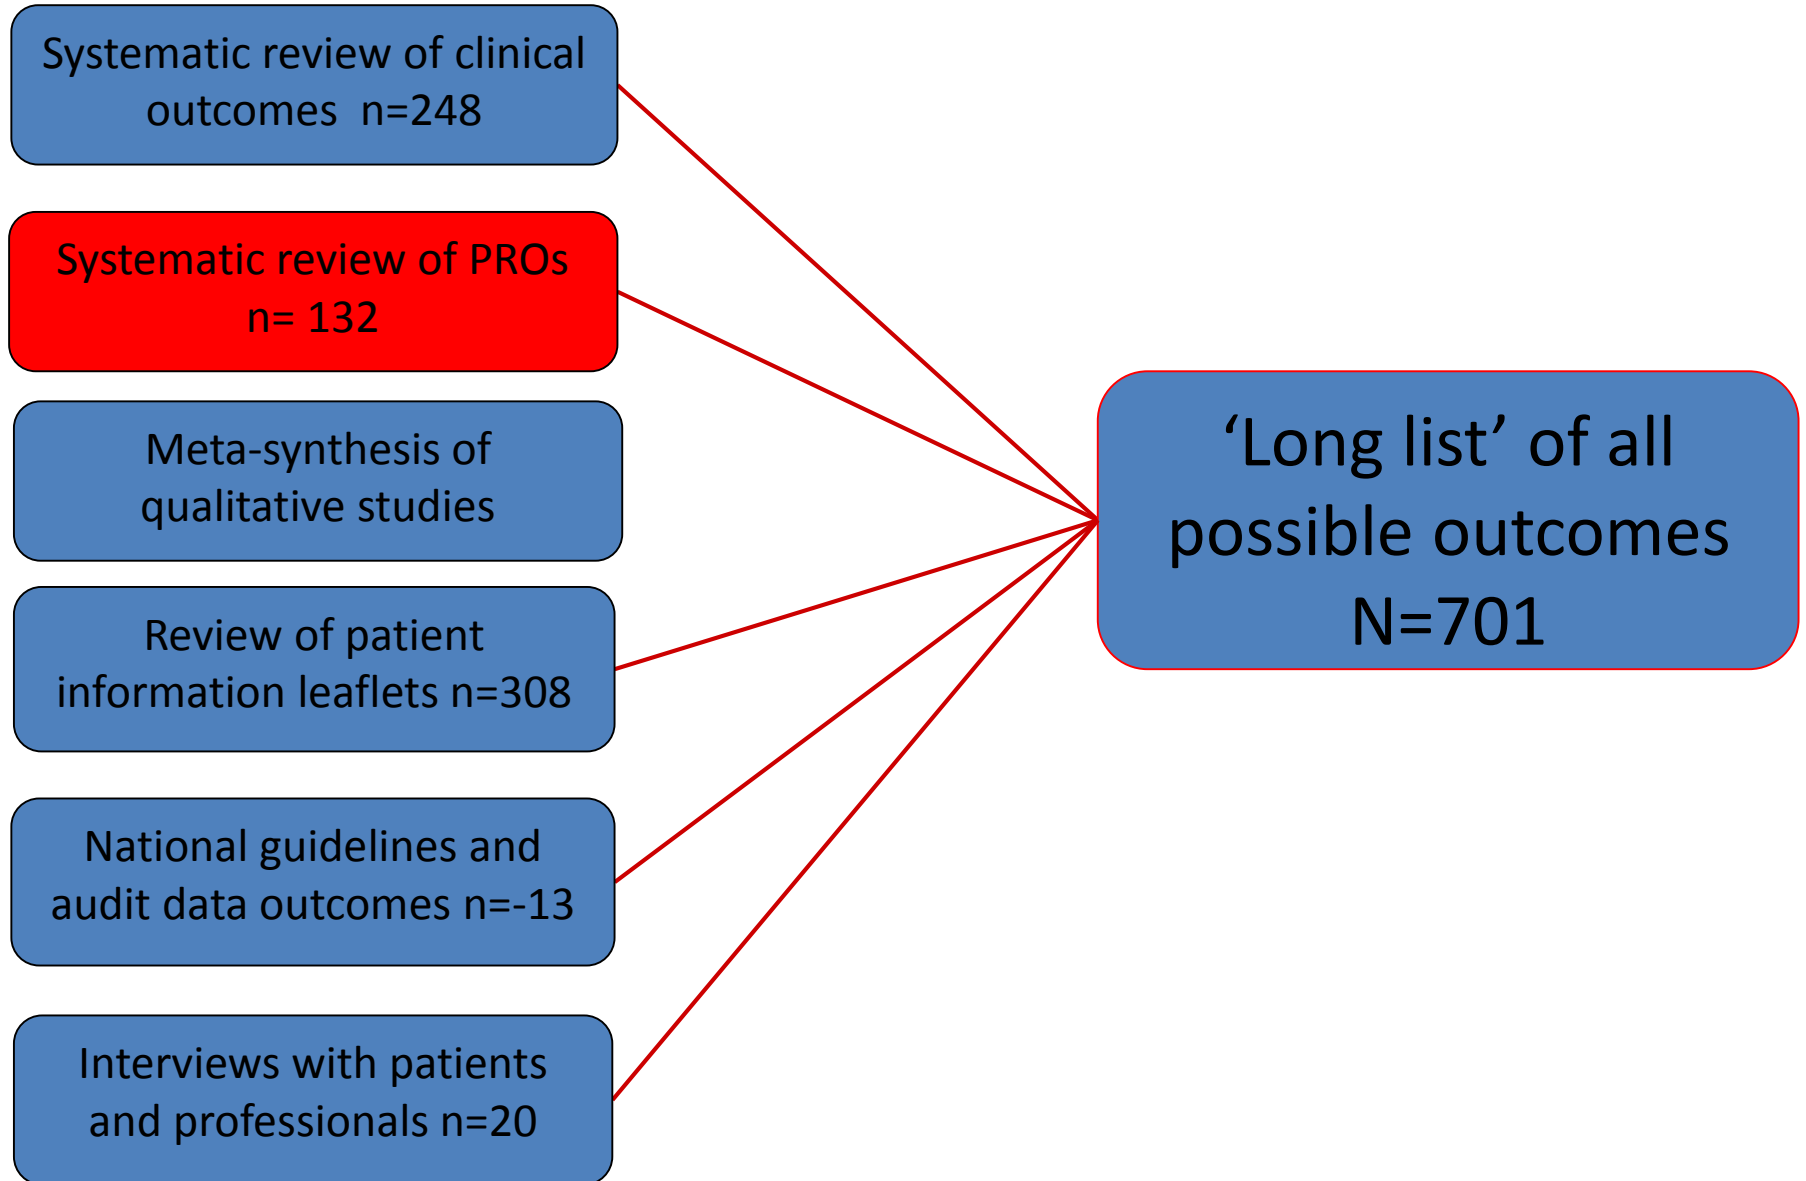 Systematic review of clinical
outcomes  n=248
Systematic review of PROs
n= 132
Meta-synthesis of
qualitative studies
Review of patient
information leaflets n=308
National guidelines and
audit data outcomes n=-13
Interviews with patients
and professionals n=20
‘Long list’ of all
possible outcomes
N=701